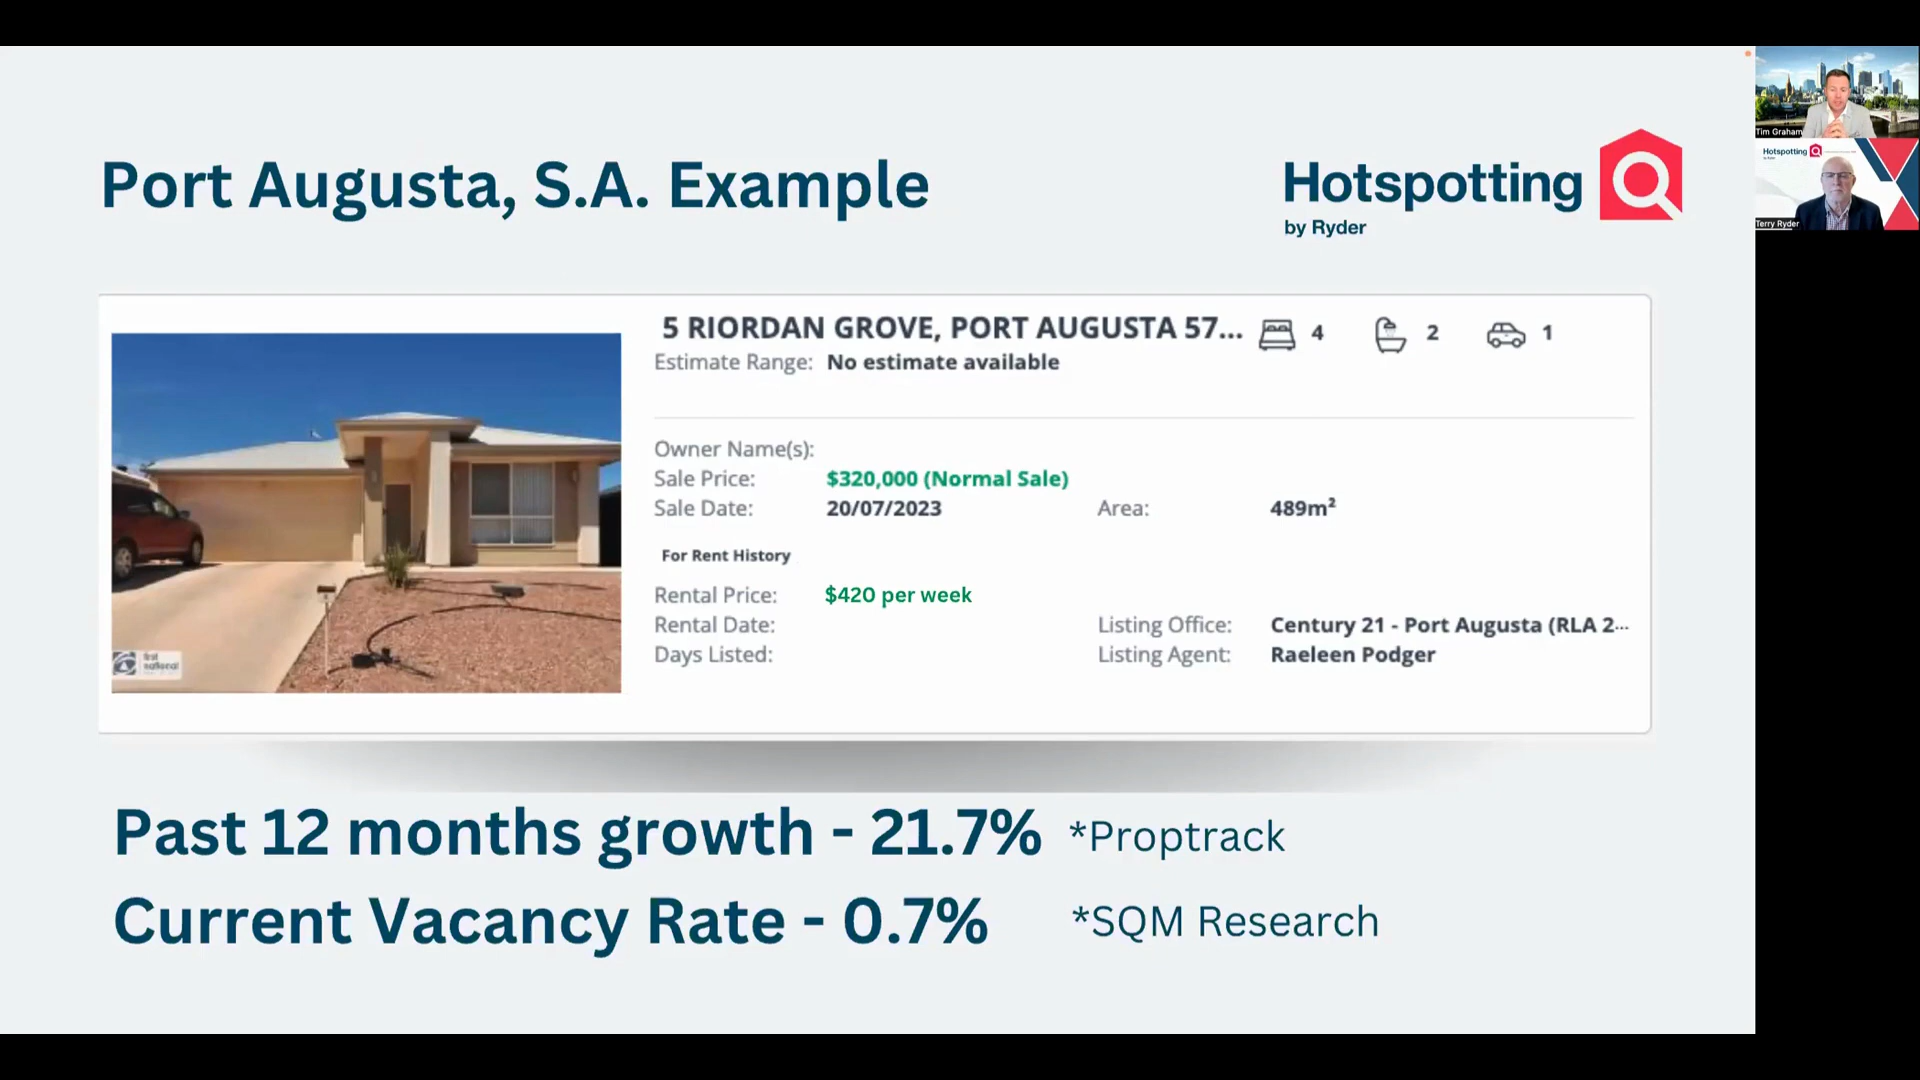 Port Augusta, S.A. Example
Hotspotting
by Ryder
Tim Graham
Hotspotting
Terry Ryder
5 RIORDAN GROVE, PORT AUGUSTA 57... 4 2 1
Estimate Range: No estimate available
Owner Name(s):
Sale Price: $320,000 (Normal Sale)
Sale Date: 20/07/2023 Area: 489m²
For Rent History
Rental Price: $420 per week
Rental Date: Listing Office: Century 21 - Port Augusta (RLA 2...
Days Listed: Listing Agent: Raeleen Podger
first
national
Past 12 months growth - 21.7% *Proptrack
Current Vacancy Rate - 0.7% *SQM Research